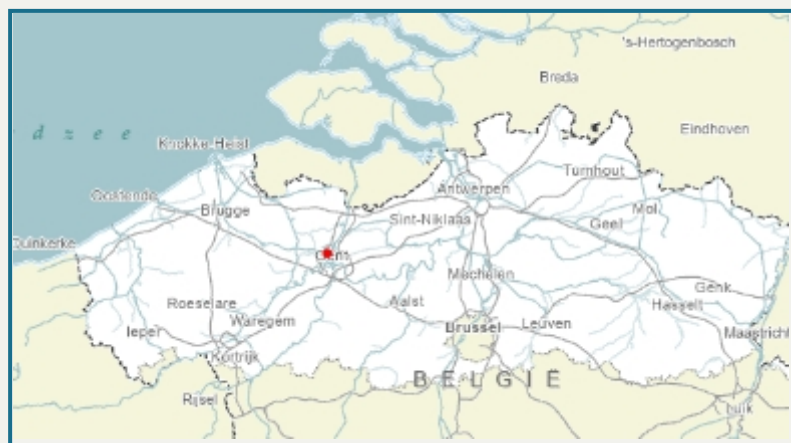 's-Hertogenbosch
Breda
Eindhoven
d z e e
Knokke-Heist
Turnhout
Antwerpen
Oostende
Mol
Brugge
Sint-Niklaas
Geel
Duinkerke
Gent
Mechelen
Genk
Roeselare
Aalst
Hasselt
Ieper
Waregem
Brussel
Leuven
Maastricht
Kortrijk
BELGIË
Rijsel
Luik